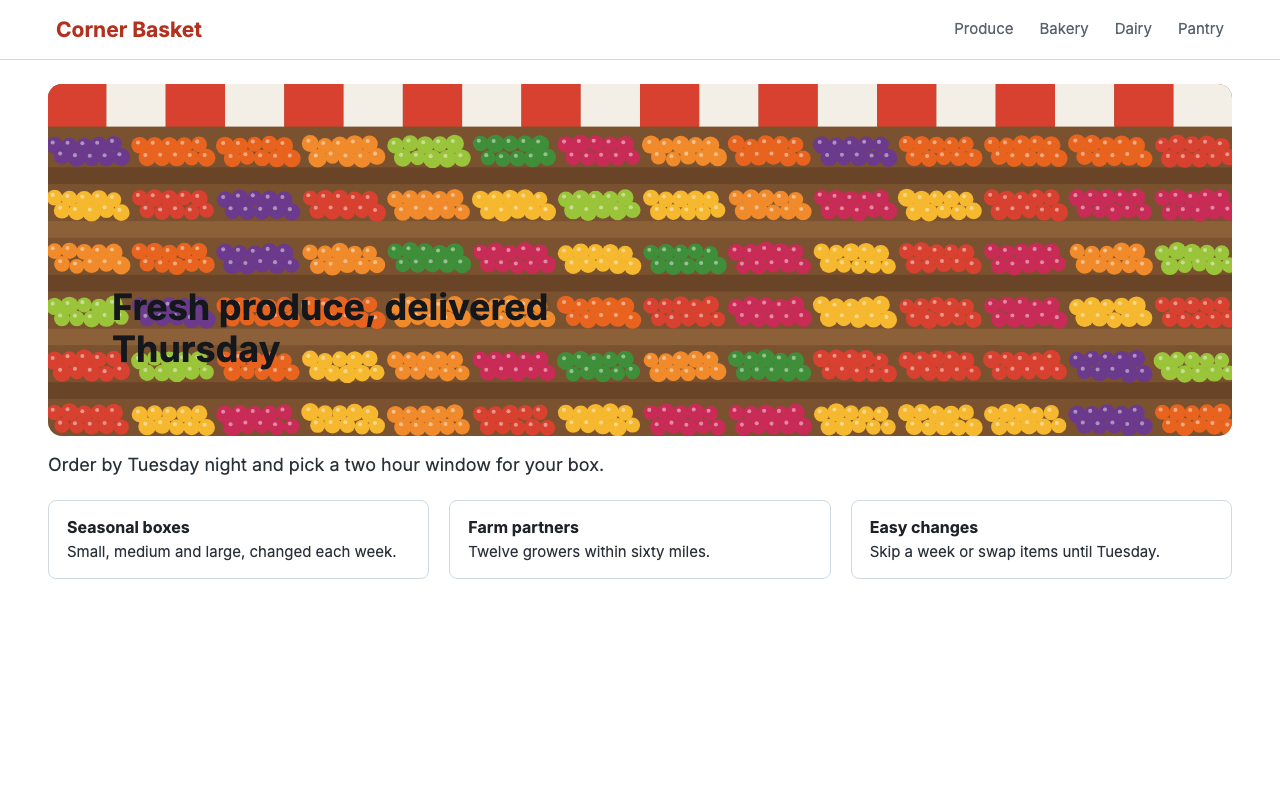 Corner Basket
Produce Bakery Dairy Pantry
Fresh produce, delivered
Thursday
Order by Tuesday night and pick a two hour window for your box.
Seasonal boxes
Small, medium and large, changed each week.
Farm partners
Twelve growers within sixty miles.
Easy changes
Skip a week or swap items until Tuesday.